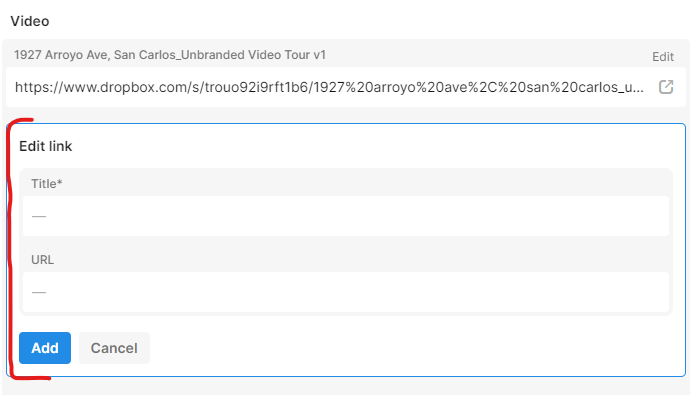 Video
1927 Arroyo Ave, San Carlos_Unbranded Video Tour v1
Edit
https://www.dropbox.com/s/trouo92i9rft1b6/1927%20arroyo%20ave%2C%20san%20carlos_u...
Edit link
Title*
—
URL
—
Add
Cancel